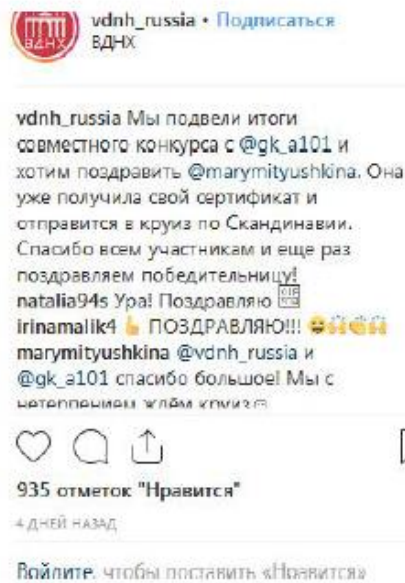 ВДНХ
vdnh_russia • Подписаться
ВДНХ
vdnh_russia Мы подвели итоги
совместного конкурса с @gk_a101 и
хотим поздравить @marymityushkina. Она
уже получила свой сертификат и
отправится в круиз по Скандинавии.
Спасибо всем участникам и еще раз
поздравляем победительницу!
natalia94s Ура! Поздравляю
irinamalik4 👍 ПОЗДРАВЛЯЮ!!!
marymityushkina @vdnh_russia и
@gk_a101 спасибо большое! Мы с
нетерпением ждём круиз
935 отметок "Нравится"
4 ДНЕЙ НАЗАД
Войдите, чтобы поставить «Нравится»